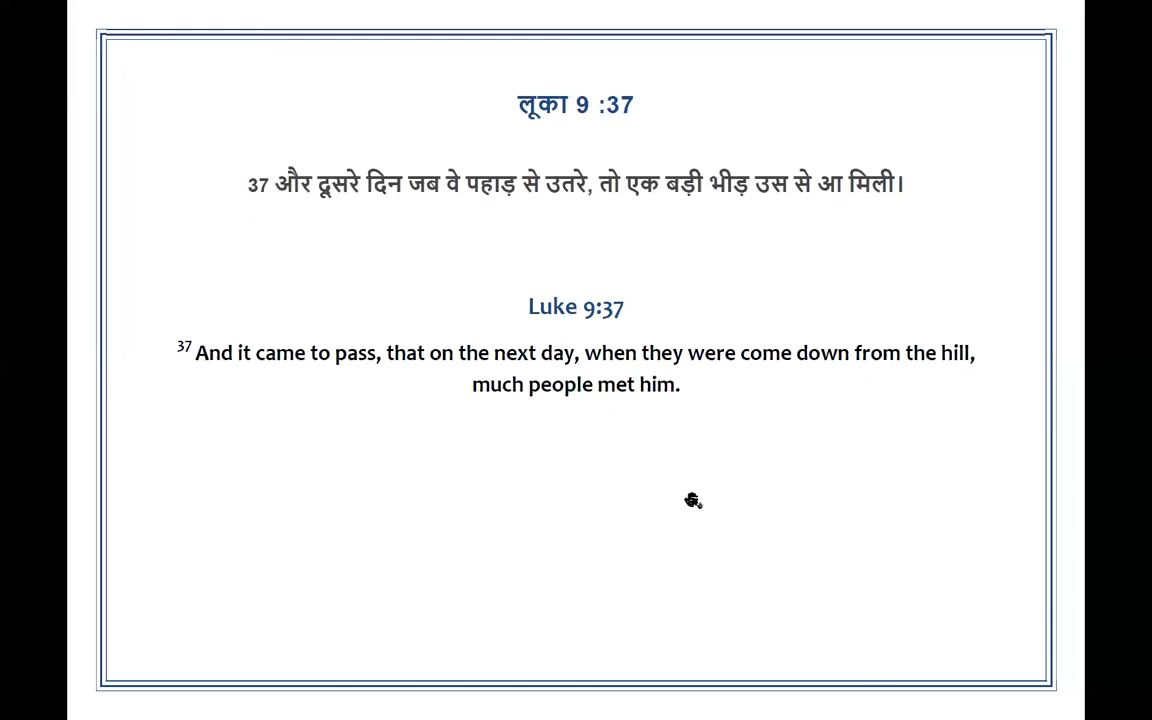 लूका 9 :37
37 और दूसरे दिन जब वे पहाड़ से उतरे, तो एक बड़ी भीड़ उस से आ मिली।
Luke 9:37
37 And it came to pass, that on the next day, when they were come down from the hill,
much people met him.